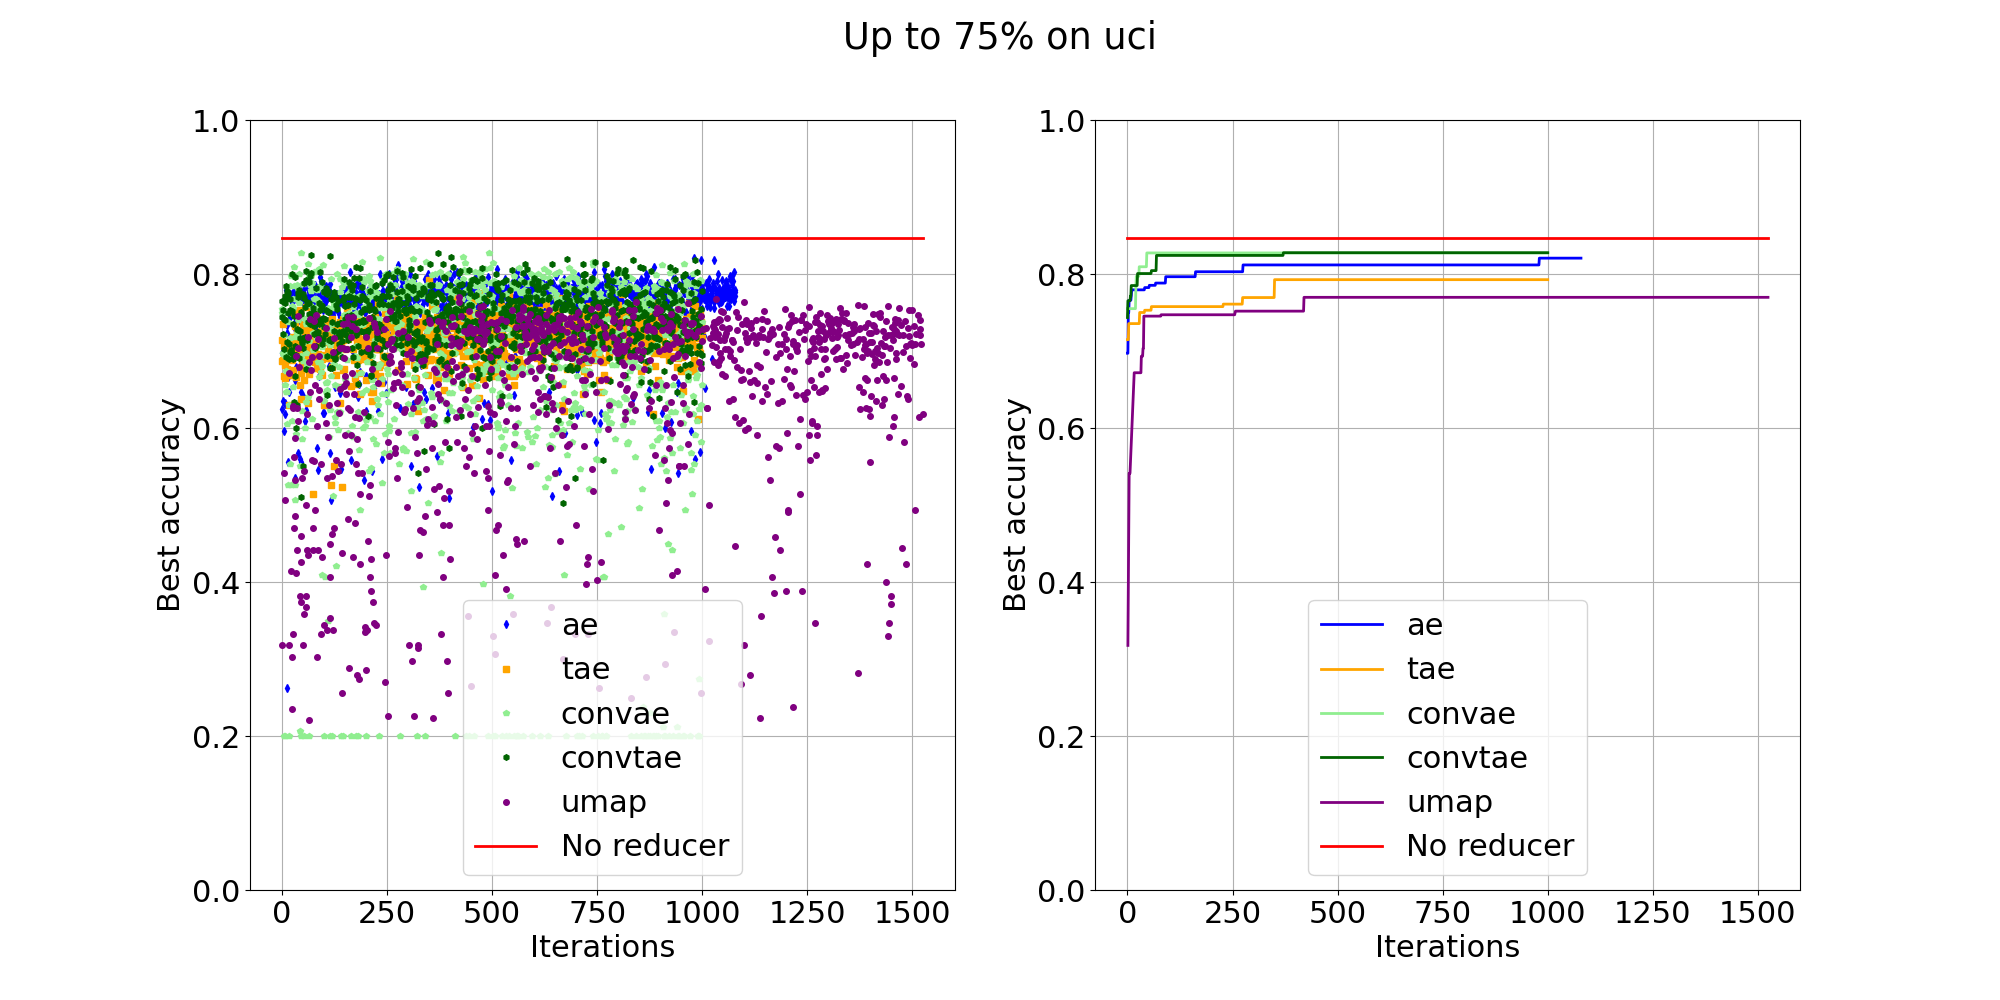 Up to 75% on uci
1.0
0.8
0.6
0.4
0.2
0.0
Best accuracy
ae
tae
convae
convtae
umap
No reducer
0 250 500 750 1000 1250 1500
Iterations
1.0
0.8
0.6
0.4
0.2
0.0
Best accuracy
ae
tae
convae
convtae
umap
No reducer
0 250 500 750 1000 1250 1500
Iterations